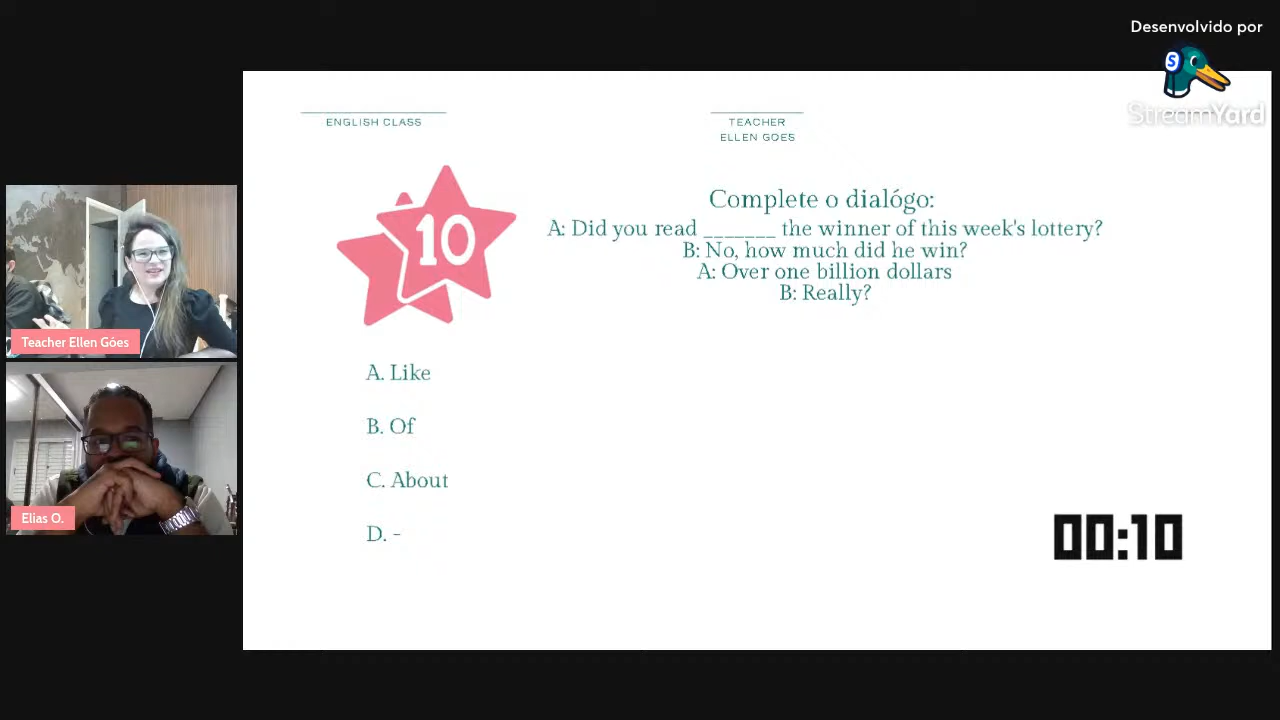 Desenvolvido por
StreamYard
ENGLISH CLASS
TEACHER
ELLEN GOES
10
Complete o dialógo:
A: Did you read _______ the winner of this week's lottery?
B: No, how much did he win?
A: Over one billion dollars
B: Really?
A. Like
B. Of
C. About
D. -
00:10
Teacher Ellen Góes
Elias O.